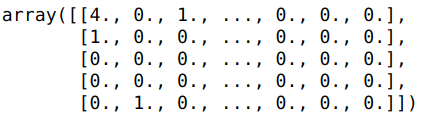 array([[4., 0., 1., ..., 0., 0., 0.],
       [1., 0., 0., ..., 0., 0., 0.],
       [0., 0., 0., ..., 0., 0., 0.],
       [0., 0., 0., ..., 0., 0., 0.],
       [0., 1., 0., ..., 0., 0., 0.]])